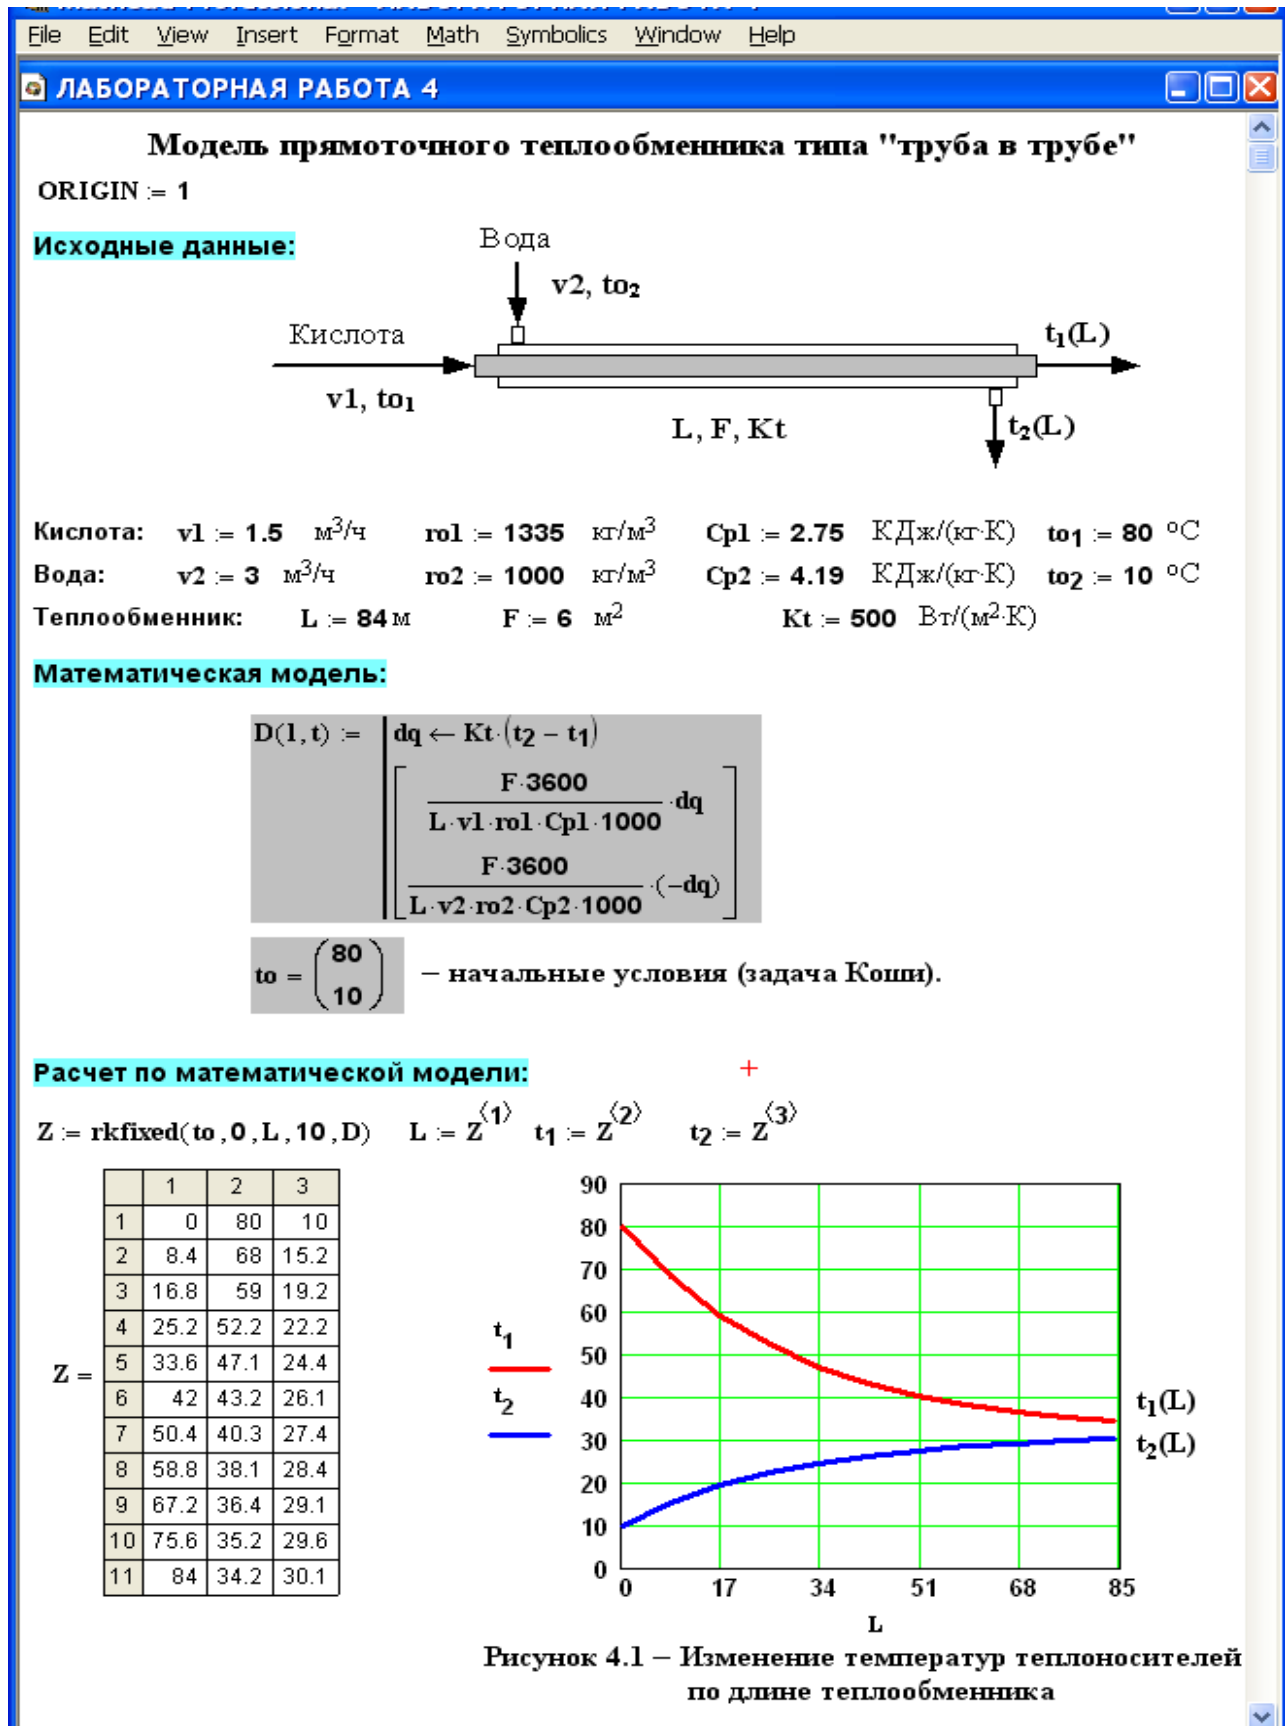 File Edit View Insert Format Math Symbolics Window Help
ЛАБОРАТОРНАЯ РАБОТА 4
Модель прямоточного теплообменника типа "труба в трубе"
ORIGIN := 1
Исходные данные:
Вода
v2, to₂
Кислота
t₁(L)
v1, to₁
L, F, Kt
t₂(L)
Кислота: v1 := 1.5 м³/ч ro1 := 1335 кг/м³ Cp1 := 2.75 КДж/(кг·К) to₁ := 80 °C
Вода: v2 := 3 м³/ч ro2 := 1000 кг/м³ Cp2 := 4.19 КДж/(кг·К) to₂ := 10 °C
Теплообменник: L := 84 м F := 6 м² Kt := 500 Вт/(м²·К)
Математическая модель:
D(l,t) := dq ← Kt·(t₂ − t₁)
F·3600
L·v1·ro1·Cp1·1000 ·dq
F·3600
L·v2·ro2·Cp2·1000 ·(−dq)
to = (80 10) – начальные условия (задача Коши).
Расчет по математической модели:
Z := rkfixed(to,0,L,10,D) L := Z⟨1⟩ t₁ := Z⟨2⟩ t₂ := Z⟨3⟩
Z =
1 2 3
1 0 80 10
2 8.4 68 15.2
3 16.8 59 19.2
4 25.2 52.2 22.2
5 33.6 47.1 24.4
6 42 43.2 26.1
7 50.4 40.3 27.4
8 58.8 38.1 28.4
9 67.2 36.4 29.1
10 75.6 35.2 29.6
11 84 34.2 30.1
90
80
70
60
50
40
30
20
10
0
t₁
t₂
t₁(L)
t₂(L)
0 17 34 51 68 85
L
Рисунок 4.1 – Изменение температур теплоносителей
по длине теплообменника